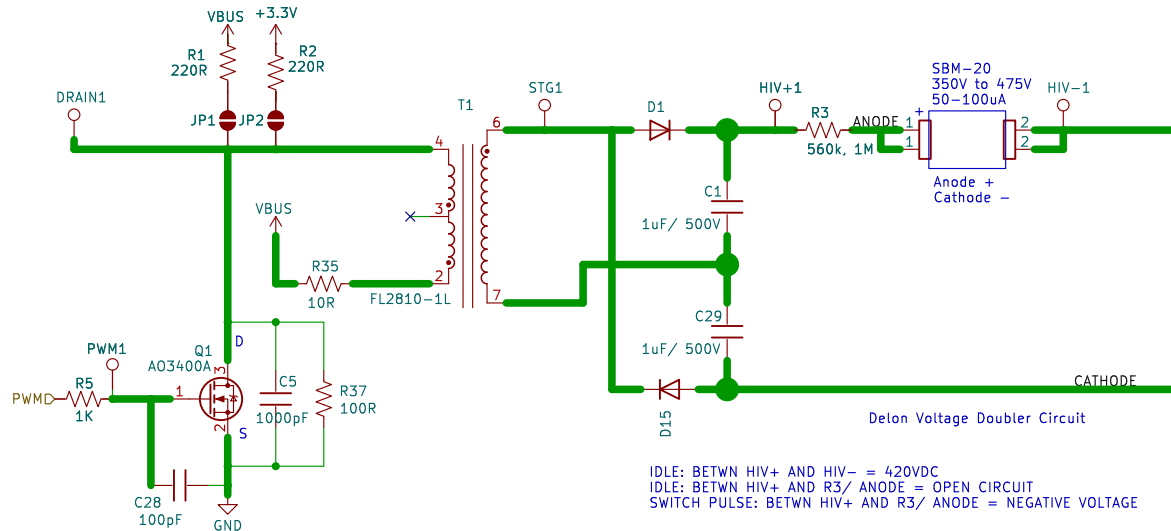 VBUS
+3.3V
R1
220R
R2
220R
JP1
JP2
DRAIN1
T1
4
3
2
6
7
FL2810-1L
VBUS
R35
10R
STG1
D1
HIV+1
R3
560k, 1M
ANODE
SBM-20
350V to 475V
50-100uA
+
1
1
2
2
HIV-1
Anode +
Cathode -
C1
1uF/ 500V
C29
1uF/ 500V
D15
CATHODE
Delon Voltage Doubler Circuit
PWM1
Q1
AO3400A
D
3
1
2
S
PWM
R5
1K
C5
1000pF
R37
100R
C28
100pF
GND
IDLE: BETWN HIV+ AND HIV- = 420VDC
IDLE: BETWN HIV+ AND R3/ ANODE = OPEN CIRCUIT
SWITCH PULSE: BETWN HIV+ AND R3/ ANODE = NEGATIVE VOLTAGE